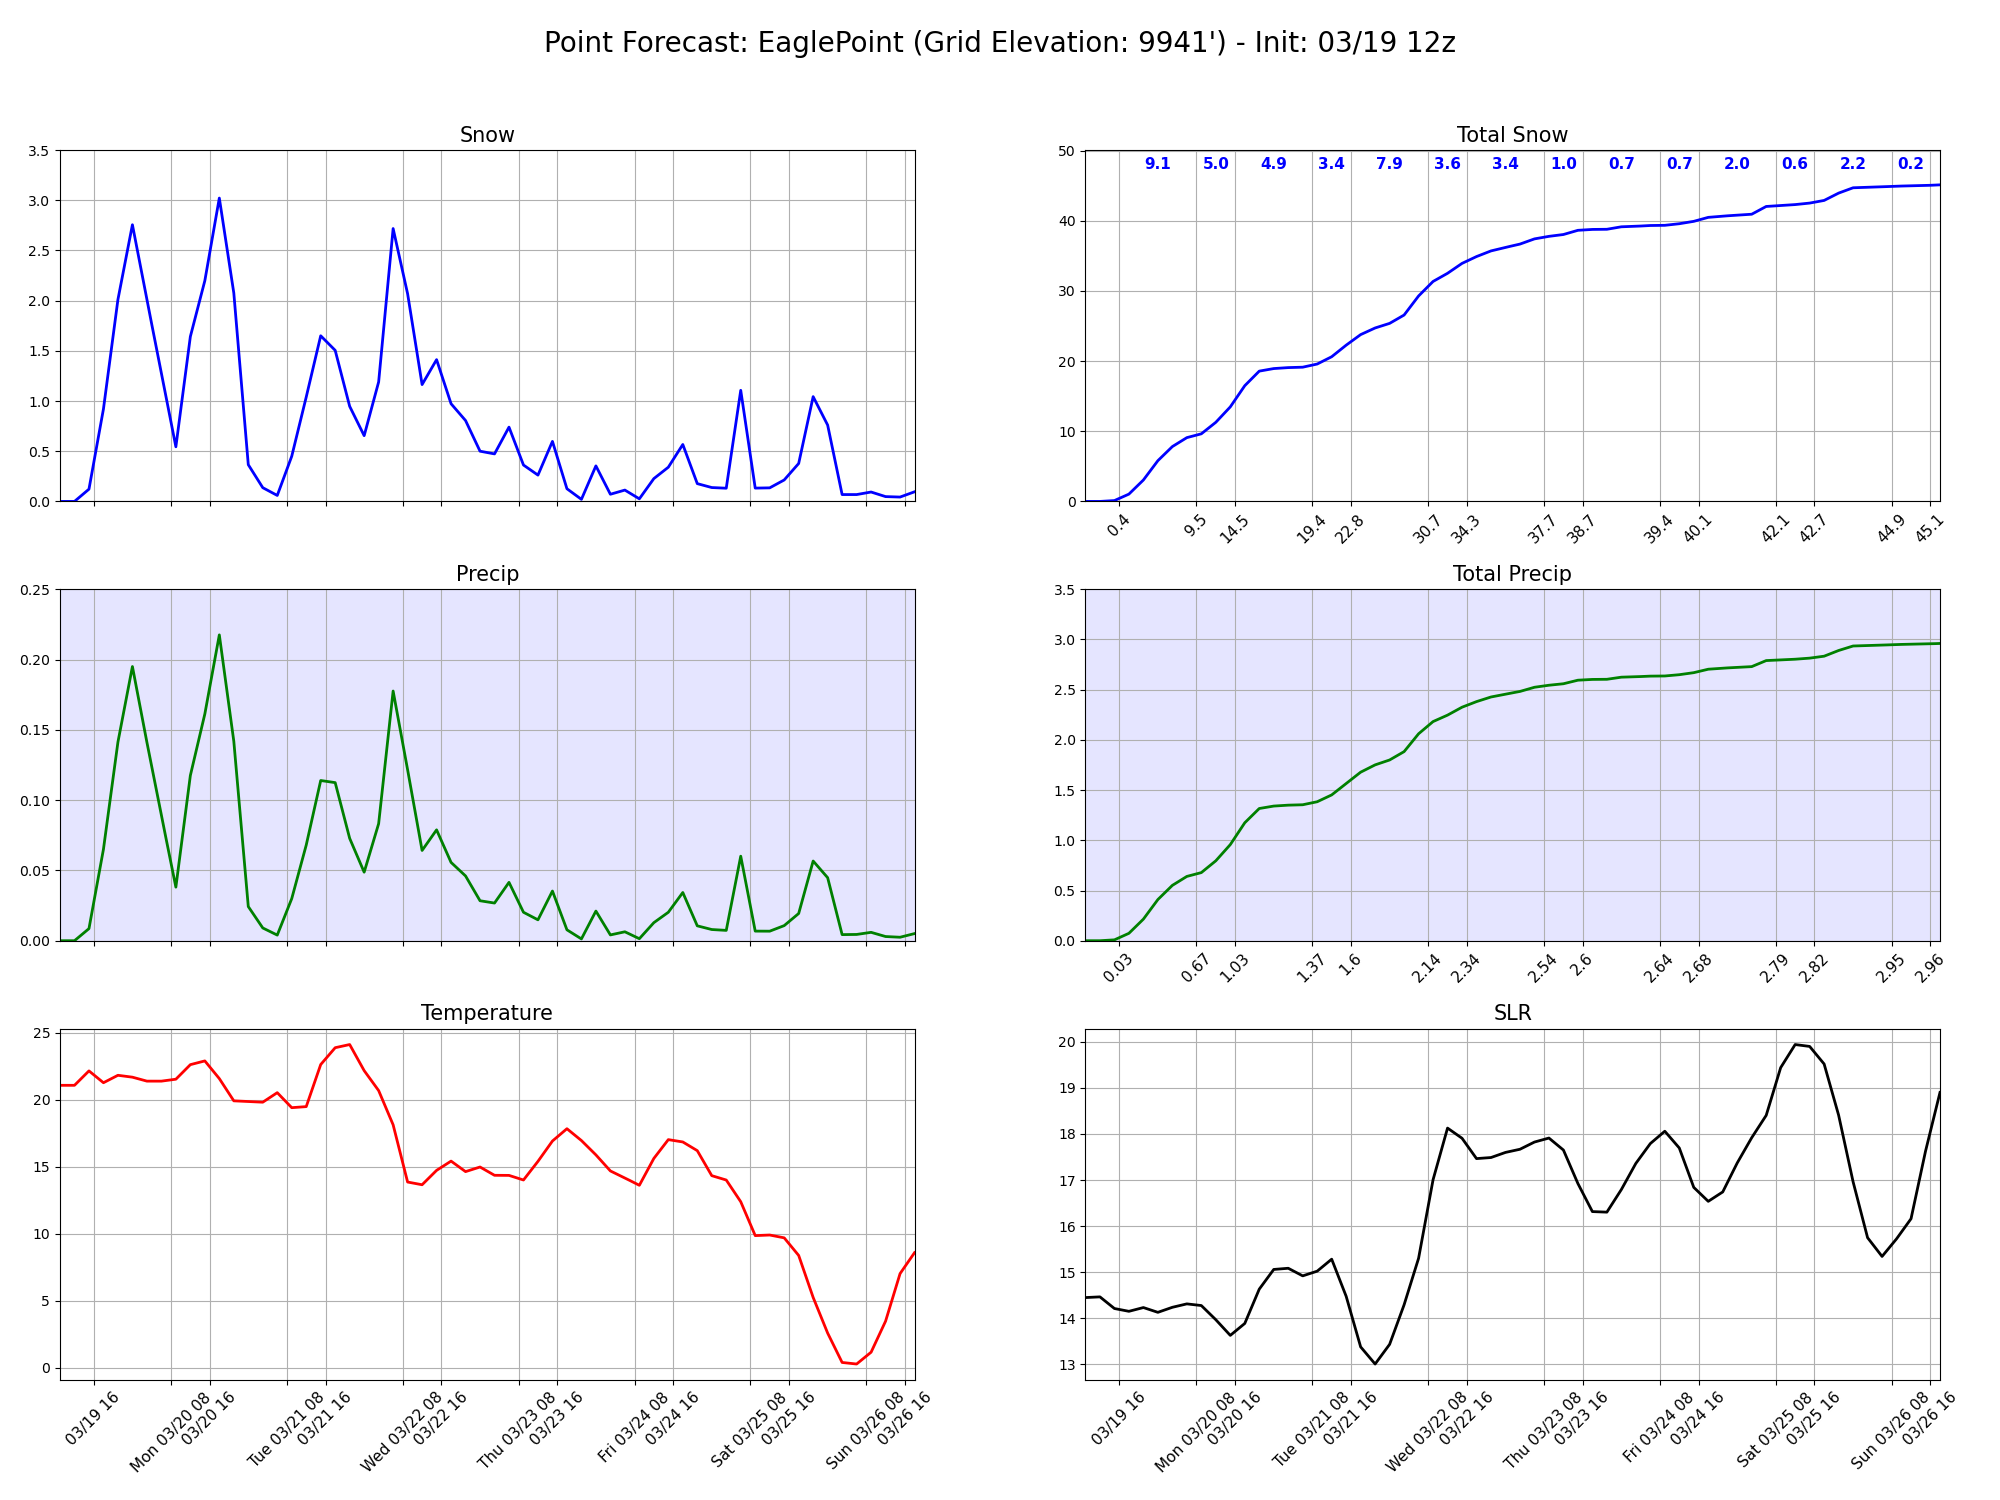 Point Forecast: EaglePoint (Grid Elevation: 9941') - Init: 03/19 12z
Snow
3.5
3.0
2.5
2.0
1.5
1.0
0.5
0.0
Total Snow
9.1 5.0 4.9 3.4 7.9 3.6 3.4 1.0 0.7 0.7 2.0 0.6 2.2 0.2
50
40
30
20
10
0
0.4 9.5 14.5 19.4 22.8 30.7 34.3 37.7 38.7 39.4 40.1 42.1 42.7 44.9 45.1
Precip
0.25
0.20
0.15
0.10
0.05
0.00
Total Precip
3.5
3.0
2.5
2.0
1.5
1.0
0.5
0.0
0.03 0.67 1.03 1.37 1.6 2.14 2.34 2.54 2.6 2.64 2.68 2.79 2.82 2.95 2.96
Temperature
25
20
15
10
5
0
03/19 16
Mon 03/20 08
03/20 16
Tue 03/21 08
03/21 16
Wed 03/22 08
03/22 16
Thu 03/23 08
03/23 16
Fri 03/24 08
03/24 16
Sat 03/25 08
03/25 16
Sun 03/26 08
03/26 16
SLR
20
19
18
17
16
15
14
13
03/19 16
Mon 03/20 08
03/20 16
Tue 03/21 08
03/21 16
Wed 03/22 08
03/22 16
Thu 03/23 08
03/23 16
Fri 03/24 08
03/24 16
Sat 03/25 08
03/25 16
Sun 03/26 08
03/26 16